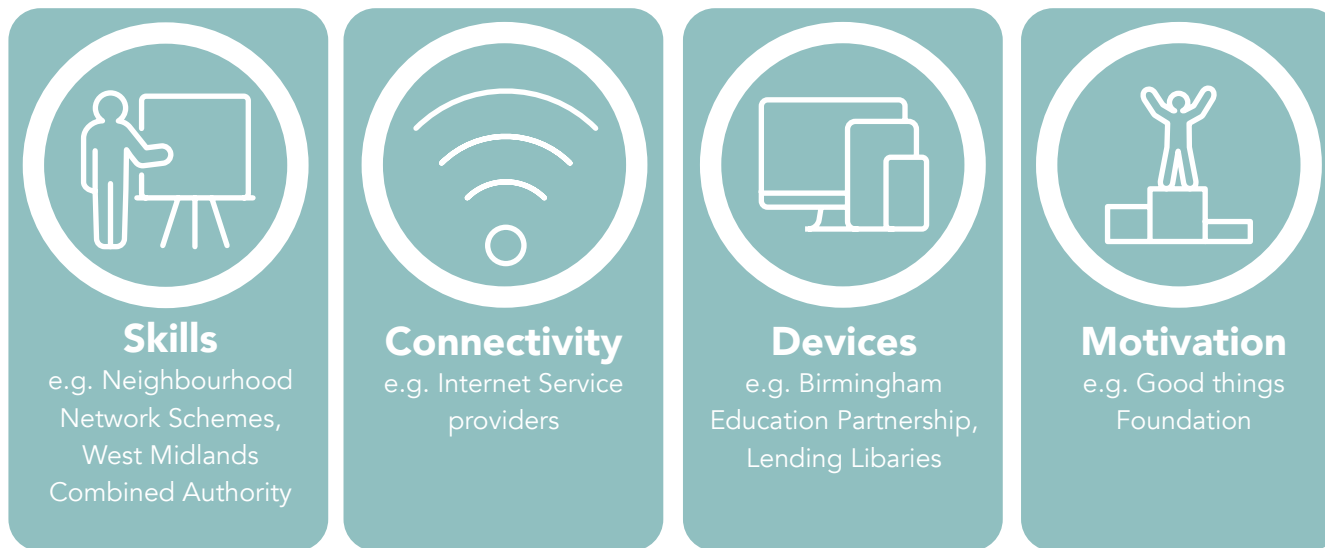 Skills
e.g. Neighbourhood
Network Schemes,
West Midlands
Combined Authority
Connectivity
e.g. Internet Service
providers
Devices
e.g. Birmingham
Education Partnership,
Lending Libaries
Motivation
e.g. Good things
Foundation